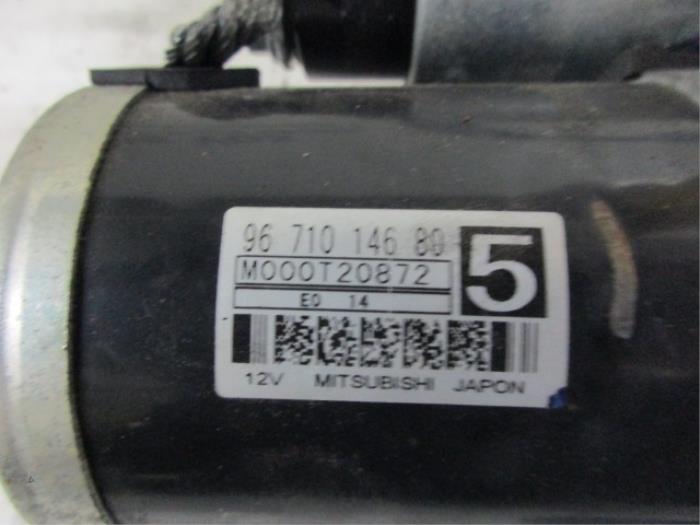 96 710 146 80
5
M000T20872
E0 14
12V MITSUBISHI JAPON